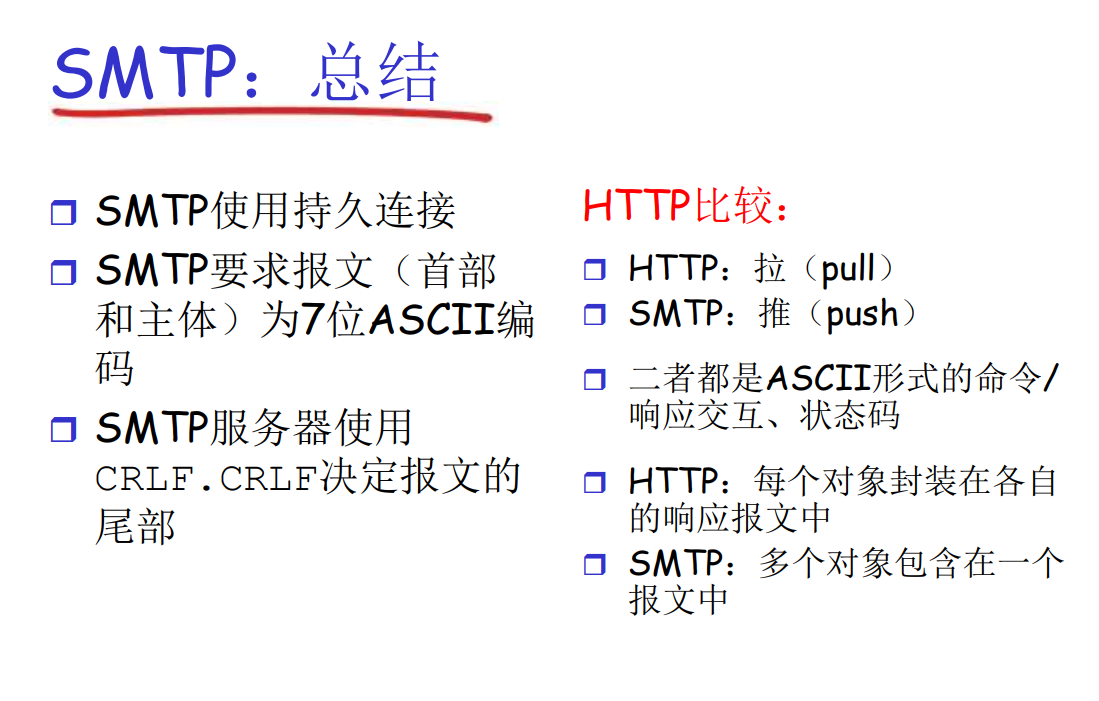 SMTP：总结
SMTP使用持久连接
SMTP要求报文（首部
和主体）为7位ASCII编
码
SMTP服务器使用
CRLF.CRLF决定报文的
尾部
HTTP比较：
HTTP：拉（pull）
SMTP：推（push）
二者都是ASCII形式的命令/
响应交互、状态码
HTTP：每个对象封装在各自
的响应报文中
SMTP：多个对象包含在一个
报文中